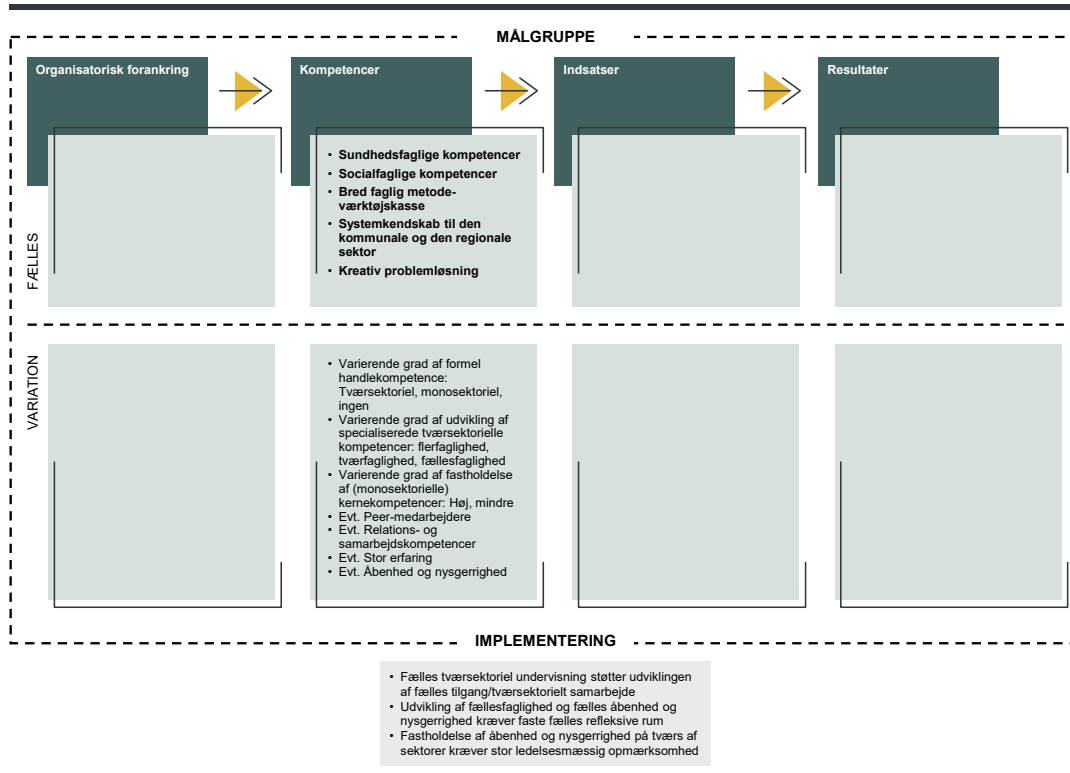 MÅLGRUPPE
Organisatorisk forankring
Kompetencer
Indsatser
Resultater
FÆLLES
• Sundhedsfaglige kompetencer
• Socialfaglige kompetencer
• Bred faglig metode-
værktøjskasse
• Systemkendskab til den
kommunale og den regionale
sektor
• Kreativ problemløsning
VARIATION
• Varierende grad af formel
handlekompetence:
Tværsektoriel, monosektoriel,
ingen
• Varierende grad af udvikling af
specialiserede tværsektorielle
kompetencer: flerfaglighed,
tværfaglighed, fællesfaglighed
• Varierende grad af fastholdelse
af (monosektorielle)
kernekompetencer: Høj, mindre
• Evt. Peer-medarbejdere
• Evt. Relations- og
samarbejdskompetencer
• Evt. Stor erfaring
• Evt. Åbenhed og nysgerrighed
IMPLEMENTERING
• Fælles tværsektoriel undervisning støtter udviklingen
af fælles tilgang/tværsektorielt samarbejde
• Udvikling af fællesfaglighed og fælles åbenhed og
nysgerrighed kræver faste fælles refleksive rum
• Fastholdelse af åbenhed og nysgerrighed på tværs af
sektorer kræver stor ledelsesmæssig opmærksomhed